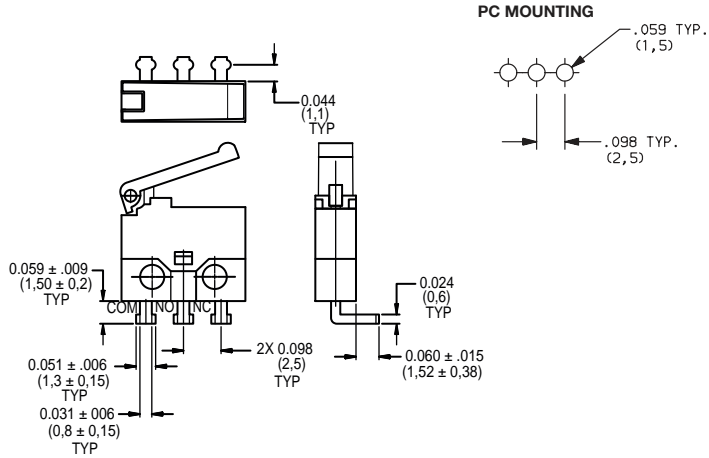 PC MOUNTING
.059 TYP.
(1,5)
.098 TYP.
(2,5)
0.044
(1,1)
TYP
0.059 ± .009
(1,50 ± 0,2)
TYP
COM NO NC
0.051 ± .006
(1,3 ± 0,15)
TYP
0.031 ± 006
(0,8 ± 0,15)
TYP
2X 0.098
(2,5)
TYP
0.024
(0,6)
TYP
0.060 ± .015
(1,52 ± 0,38)